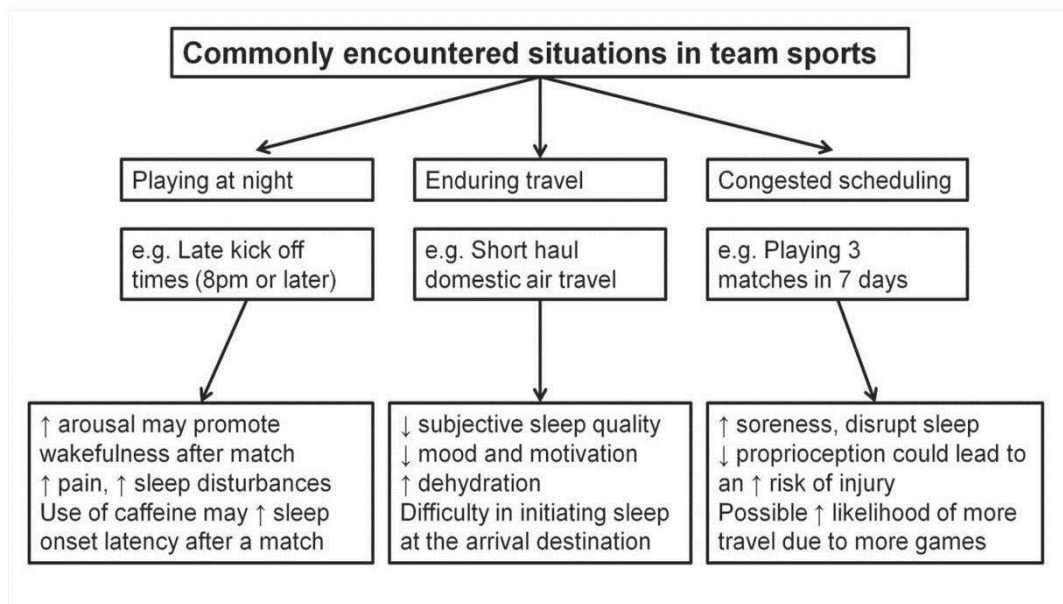 Commonly encountered situations in team sports
Playing at night
e.g. Late kick off
times (8pm or later)
↑ arousal may promote
wakefulness after match
↑ pain, ↑ sleep disturbances
Use of caffeine may ↑ sleep
onset latency after a match
Enduring travel
e.g. Short haul
domestic air travel
↓ subjective sleep quality
↓ mood and motivation
↑ dehydration
Difficulty in initiating sleep
at the arrival destination
Congested scheduling
e.g. Playing 3
matches in 7 days
↑ soreness, disrupt sleep
↓ proprioception could lead to
an ↑ risk of injury
Possible ↑ likelihood of more
travel due to more games